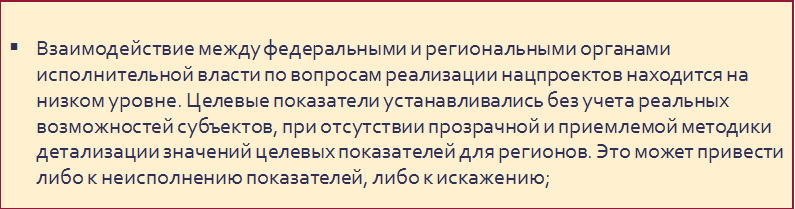 ▪ Взаимодействие между федеральными и региональными органами
исполнительной власти по вопросам реализации нацпроектов находится на
низком уровне. Целевые показатели устанавливались без учета реальных
возможностей субъектов, при отсутствии прозрачной и приемлемой методики
детализации значений целевых показателей для регионов. Это может привести
либо к неисполнению показателей, либо к искажению;